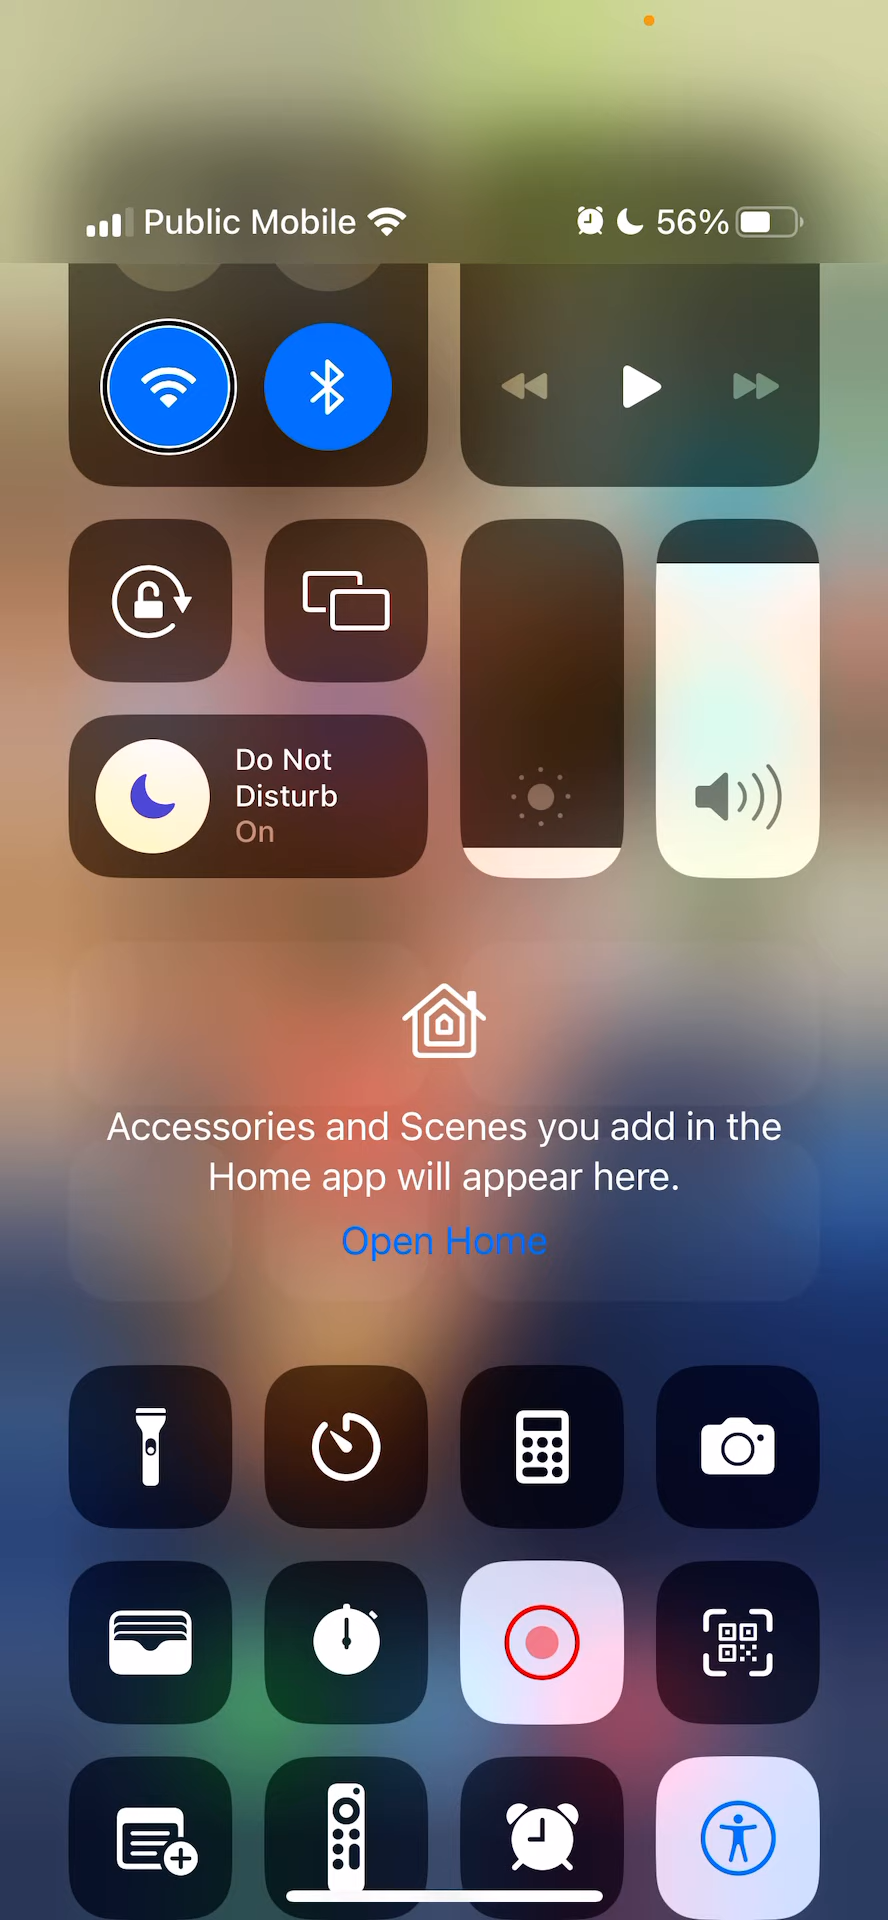 Public Mobile 56%
Do Not
Disturb
On
Accessories and Scenes you add in the
Home app will appear here.
Open Home